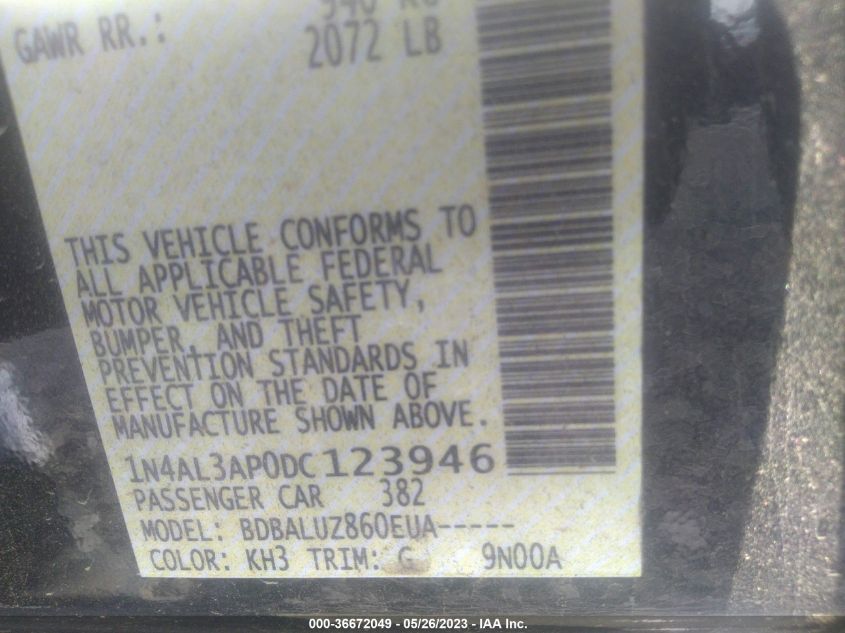 940 KG
GAWR RR.:
2072 LB
THIS VEHICLE CONFORMS TO
ALL APPLICABLE FEDERAL
MOTOR VEHICLE SAFETY,
BUMPER, AND THEFT
PREVENTION STANDARDS IN
EFFECT ON THE DATE OF
MANUFACTURE SHOWN ABOVE.
1N4AL3AP0DC123946
PASSENGER CAR 382
MODEL: BDBALUZ860EUA-----
COLOR: KH3 TRIM: G 9N00A
000-36672049 — 05/26/2023 — IAA Inc.